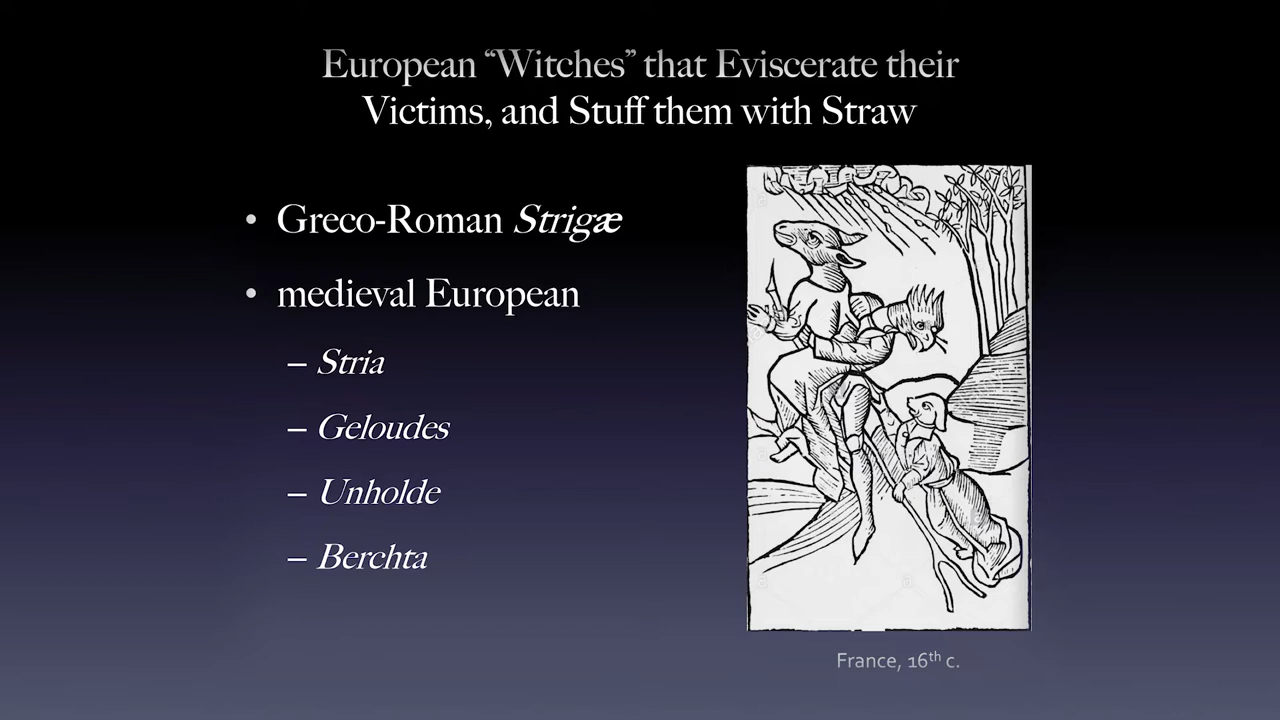 European “Witches” that Eviscerate their
Victims, and Stuff them with Straw
• Greco-Roman Strigæ
• medieval European
– Stria
– Geloudes
– Unholde
– Berchta
France, 16th c.